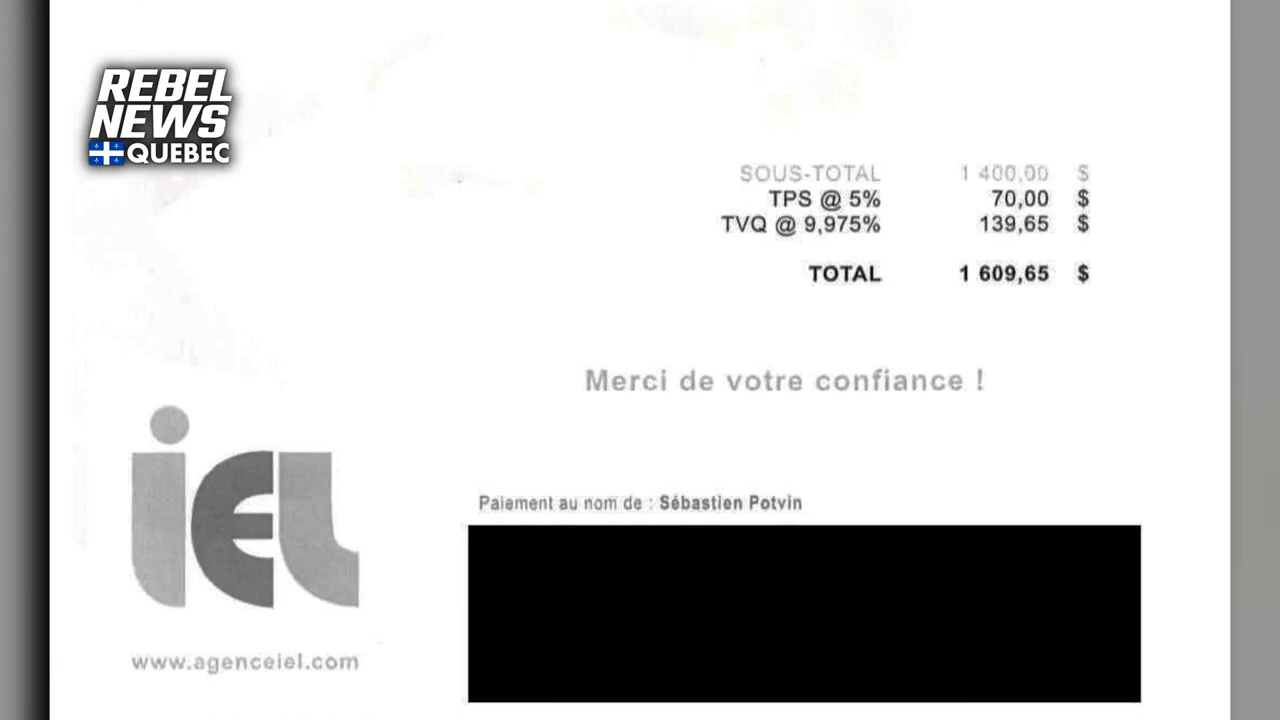 REBEL
NEWS
QUEBEC
SOUS-TOTAL 1 400,00 $
TPS @ 5% 70,00 $
TVQ @ 9,975% 139,65 $
TOTAL 1 609,65 $
Merci de votre confiance !
iEL
Paiement au nom de : Sébastien Potvin
www.agenceiel.com